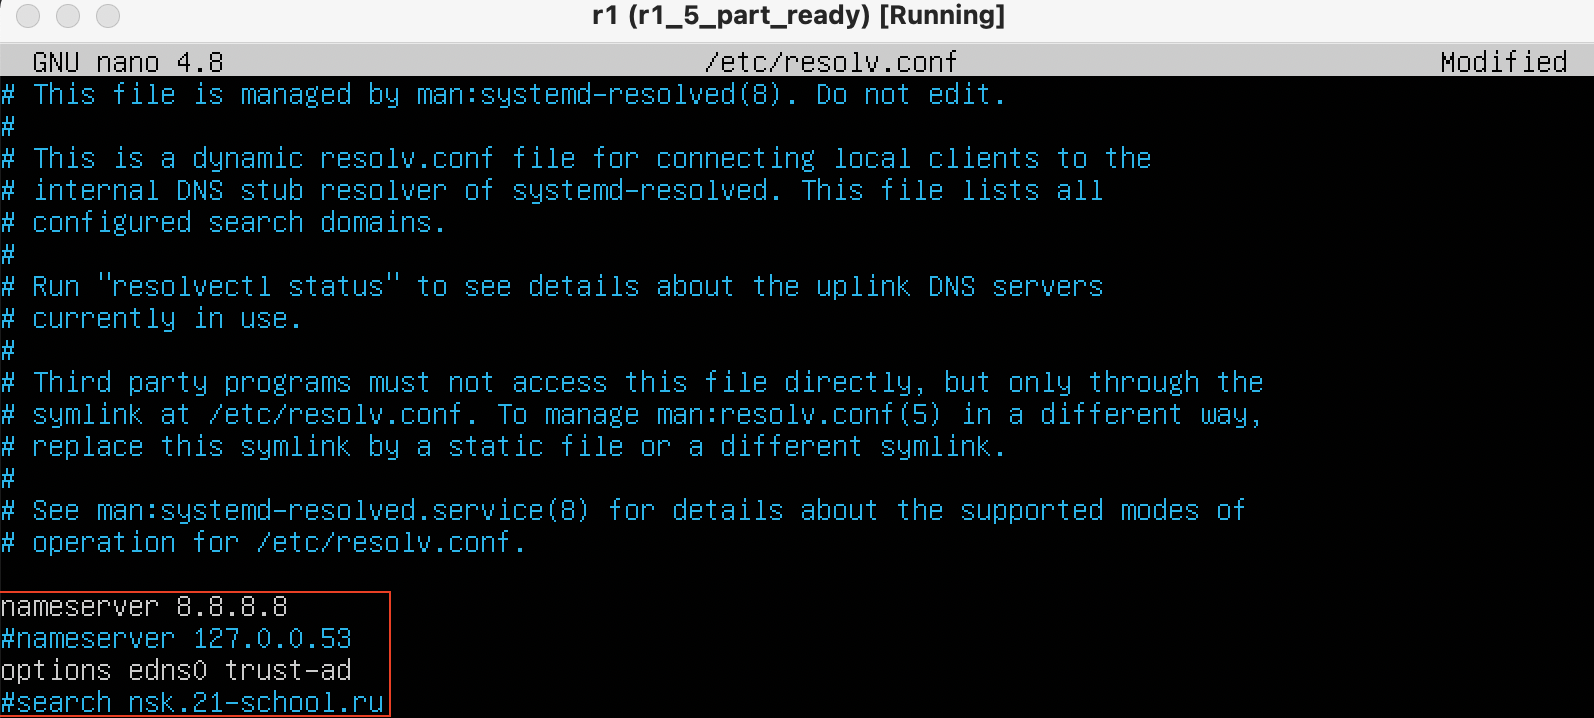 r1 (r1_5_part_ready) [Running]
GNU nano 4.8 /etc/resolv.conf Modified
# This file is managed by man:systemd-resolved(8). Do not edit.
#
# This is a dynamic resolv.conf file for connecting local clients to the
# internal DNS stub resolver of systemd-resolved. This file lists all
# configured search domains.
#
# Run "resolvectl status" to see details about the uplink DNS servers
# currently in use.
#
# Third party programs must not access this file directly, but only through the
# symlink at /etc/resolv.conf. To manage man:resolv.conf(5) in a different way,
# replace this symlink by a static file or a different symlink.
#
# See man:systemd-resolved.service(8) for details about the supported modes of
# operation for /etc/resolv.conf.
nameserver 8.8.8.8
#nameserver 127.0.0.53
options edns0 trust-ad
#search nsk.21-school.ru